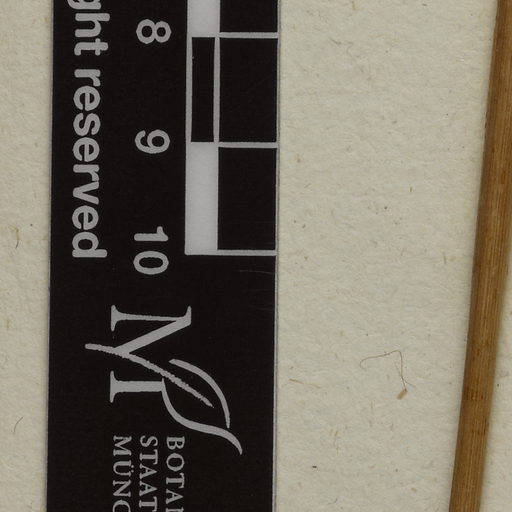 ght reserved
8
9
10
BOTA
STAAT
MÜNC